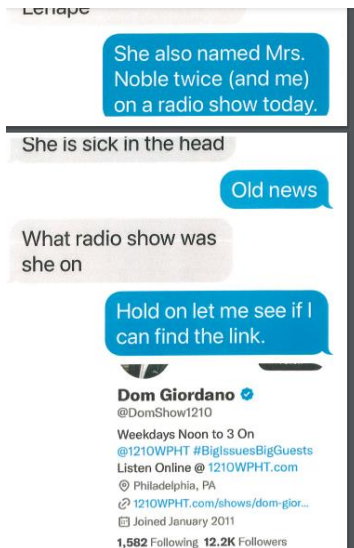 Lenape
She also named Mrs.
Noble twice (and me)
on a radio show today.
She is sick in the head
Old news
What radio show was
she on
Hold on let me see if I
can find the link.
Dom Giordano
@DomShow1210
Weekdays Noon to 3 On
@1210WPHT #BigIssuesBigGuests
Listen Online @ 1210WPHT.com
Philadelphia, PA
1210WPHT.com/shows/dom-gior...
Joined January 2011
1,582 Following 12.2K Followers